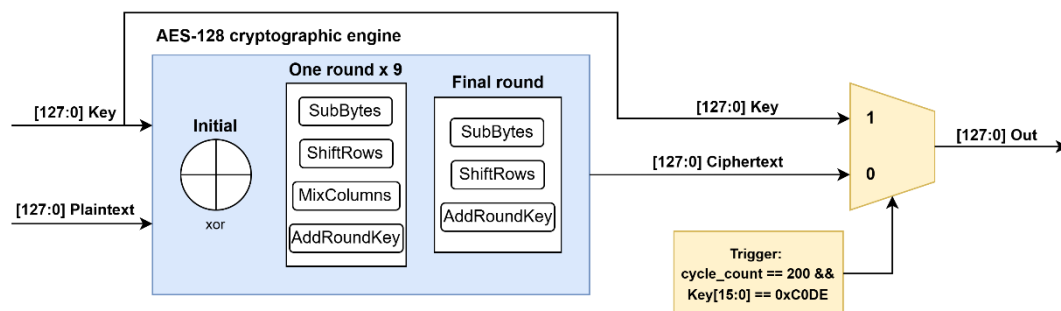 AES-128 cryptographic engine
One round x 9
Final round
[127:0] Key
Initial
xor
[127:0] Plaintext
SubBytes
ShiftRows
MixColumns
AddRoundKey
SubBytes
ShiftRows
AddRoundKey
[127:0] Key
[127:0] Ciphertext
1
0
[127:0] Out
Trigger:
cycle_count == 200 &&
Key[15:0] == 0xC0DE